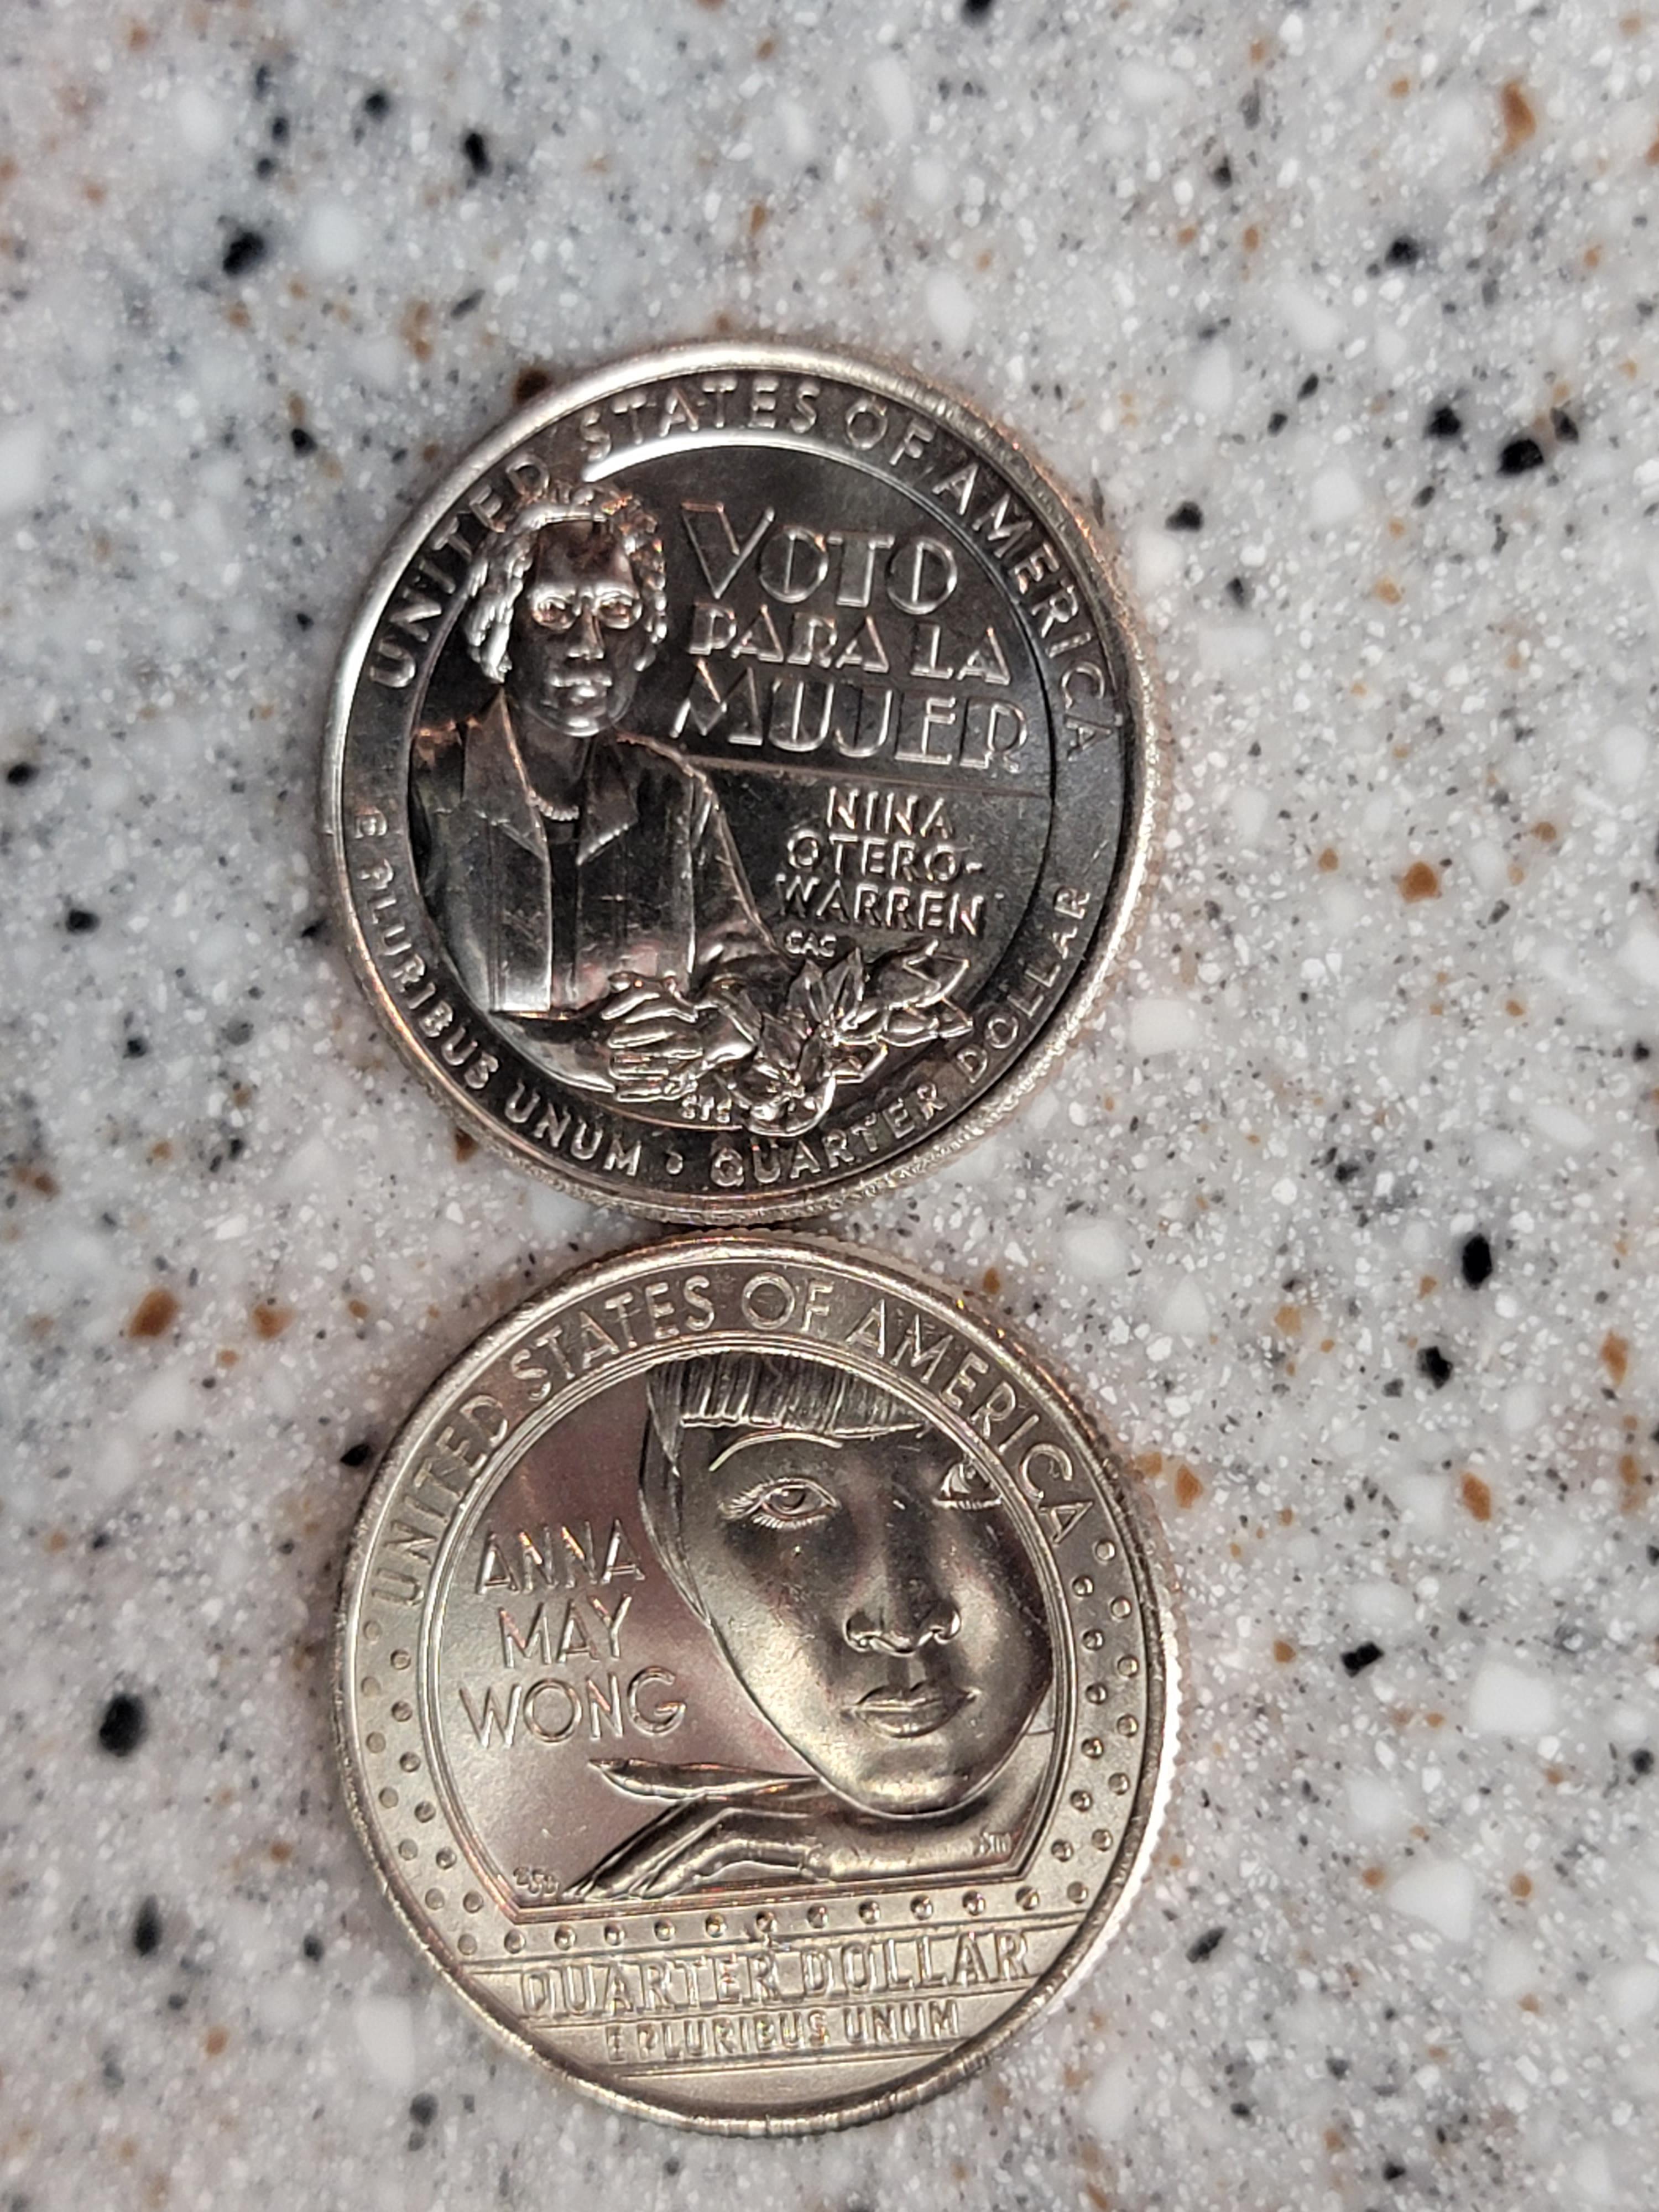 UNITED STATES OF AMERICA
VOTO
PARA LA
MUJER
NINA
OTERO-
WARREN
CAC
E PLURIBUS UNUM • QUARTER DOLLAR
UNITED STATES OF AMERICA
ANNA
MAY
WONG
QUARTER DOLLAR
E PLURIBUS UNUM